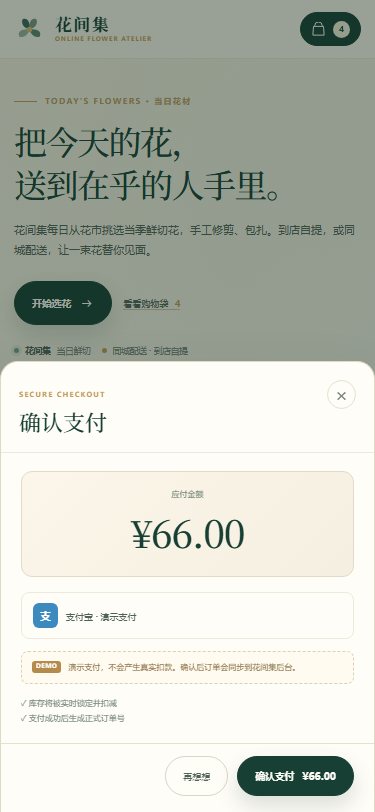 花间集
ONLINE FLOWER ATELIER
4
TODAY'S FLOWERS · 当日花材
把今天的花,
送到在乎的人手里。
花间集每日从花市挑选当季鲜切花，手工修剪、包扎。到店自提，或同
城配送，让一束花替你见面。
开始选花 →
看看购物袋 4
花间集 当日鲜切 同城配送 · 到店自提
SECURE CHECKOUT
确认支付
应付金额
¥66.00
支 支付宝 · 演示支付
DEMO 演示支付，不会产生真实扣款。确认后订单会同步到花间集后台。
✓ 库存将被实时锁定并扣减
✓ 支付成功后生成正式订单号
再想想
确认支付 ¥66.00